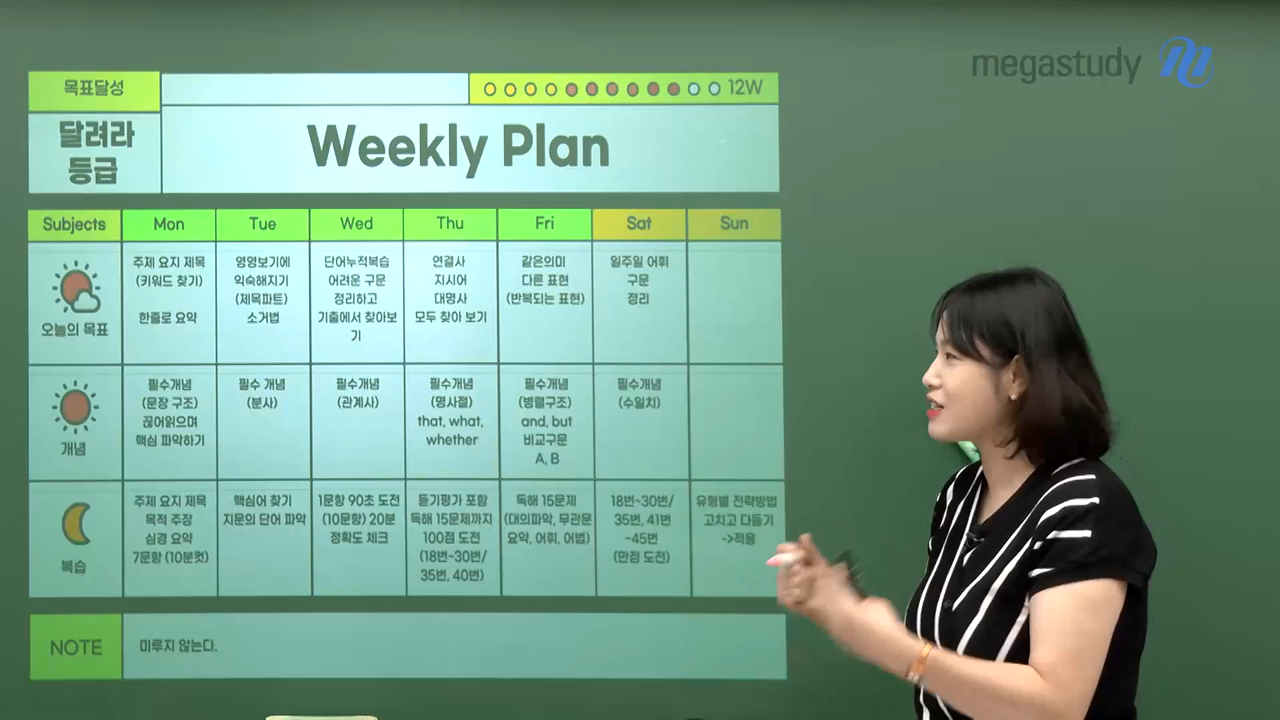 megastudy
목표달성
12W
달려라
등급
Weekly Plan
Subjects Mon Tue Wed Thu Fri Sat Sun
오늘의 목표
주제 요지 제목
(키워드 찾기)
한줄로 요약
영영보기에
익숙해지기
(제목파트)
소거법
단어누적복습
어려운 구문
정리하고
기출에서 찾아보
기
연결사
지시어
대명사
모두 찾아 보기
같은의미
다른 표현
(반복되는 표현)
일주일 어휘
구문
정리
개념
필수개념
(문장 구조)
끊어읽으며
핵심 파악하기
필수 개념
(분사)
필수개념
(관계사)
필수개념
(명사절)
that, what,
whether
필수개념
(병렬구조)
and, but
비교구문
A, B
필수개념
(수일치)
복습
주제 요지 제목
목적 주장
심경 요약
7문항 (10분컷)
핵심어 찾기
지문의 단어 파악
1문항 90초 도전
(10문항) 20분
정확도 체크
듣기평가 포함
독해 15문제까지
100점 도전
(18번~30번/
35번, 40번)
독해 15문제
(대의파악, 무관문
요약, 어휘, 어법)
18번~30번/
35번, 41번
~45번
(만점 도전)
유형별 전략방법
고치고 다듬기
->적용
NOTE
미루지 않는다.